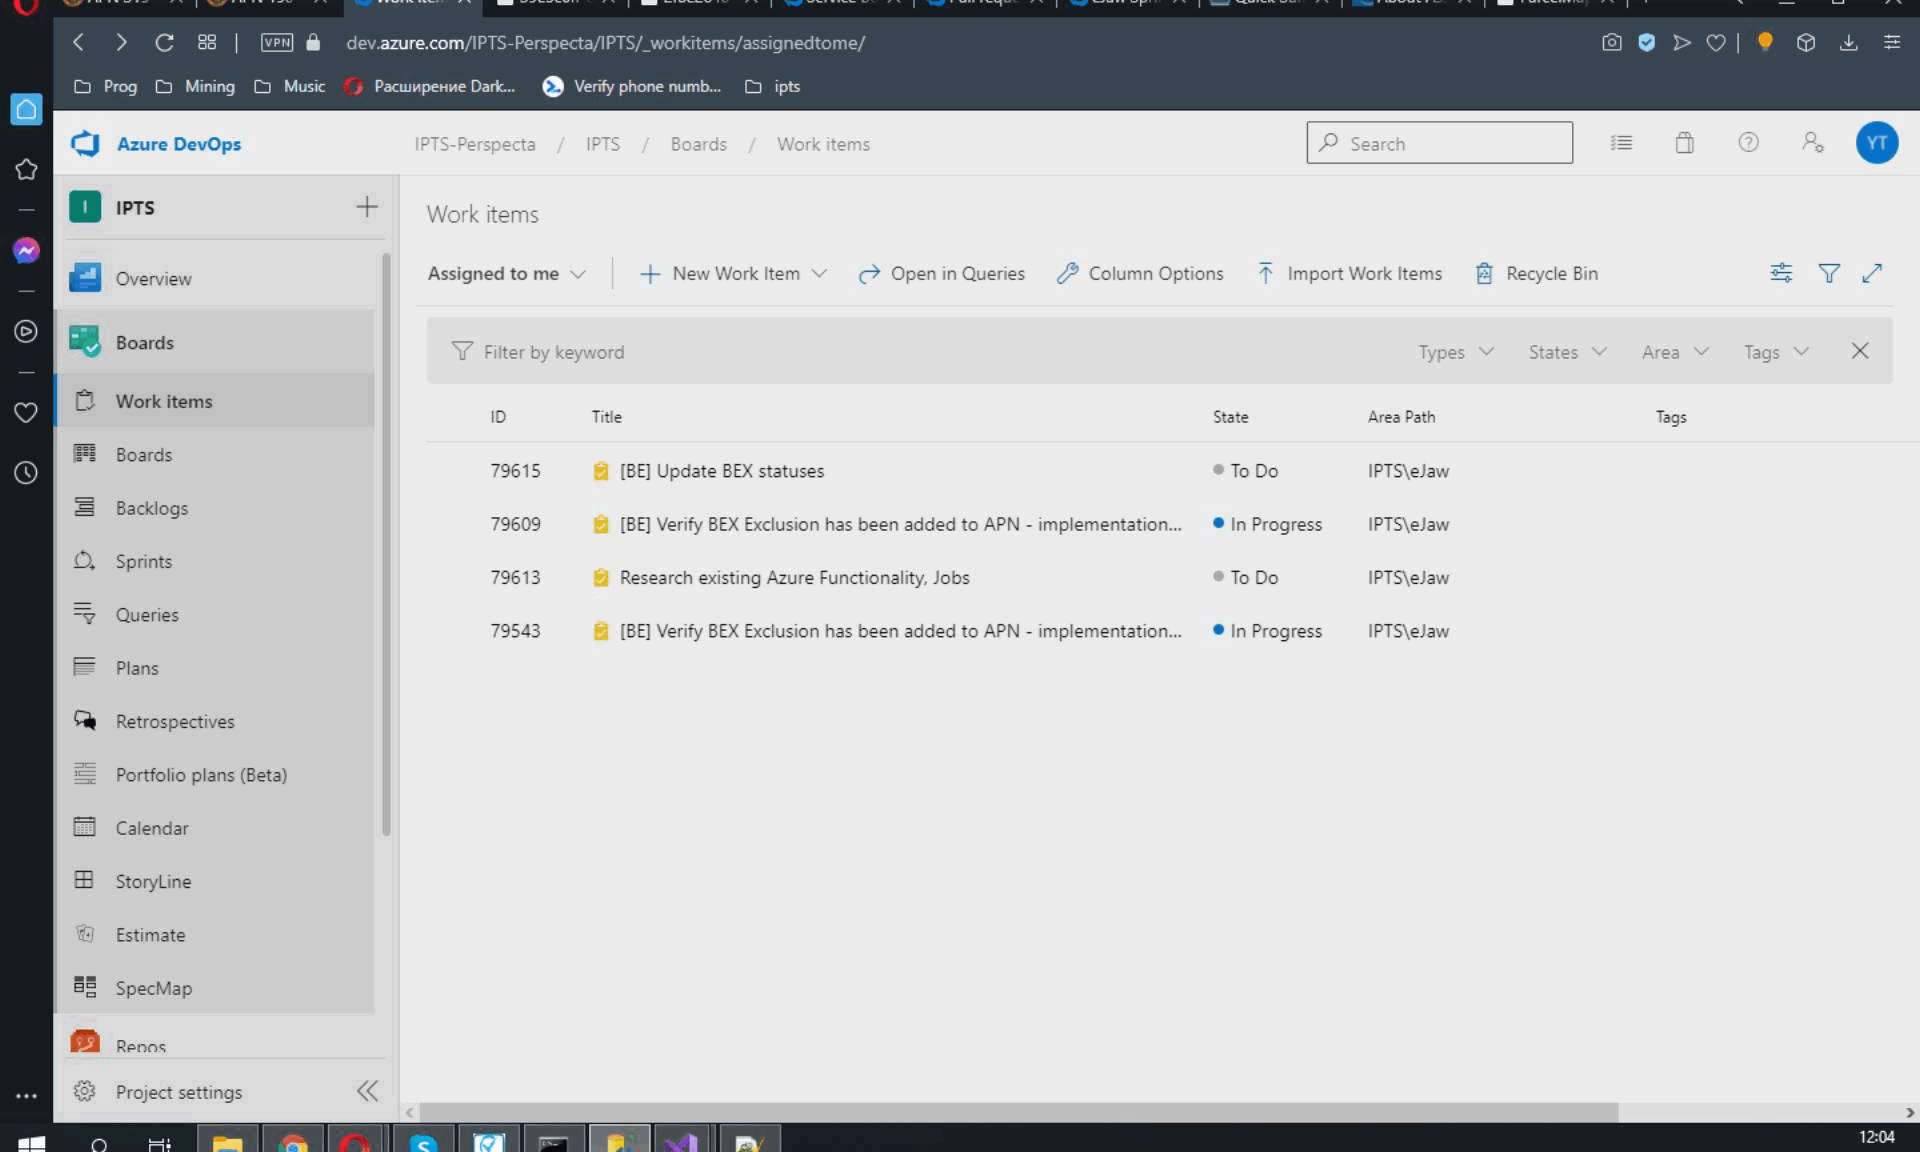 VPN
dev.azure.com/IPTS-Perspecta/IPTS/_workitems/assignedtome/
Prog
Mining
Music
Расширение Dark...
Verify phone numb...
ipts
Azure DevOps
IPTS-Perspecta / IPTS / Boards / Work items
Search
YT
I
IPTS
Overview
Boards
Work items
Boards
Backlogs
Sprints
Queries
Plans
Retrospectives
Portfolio plans (Beta)
Calendar
StoryLine
Estimate
SpecMap
Repos
Project settings
Work items
Assigned to me
New Work Item
Open in Queries
Column Options
Import Work Items
Recycle Bin
Filter by keyword
Types
States
Area
Tags
ID Title State Area Path Tags
79615 [BE] Update BEX statuses To Do IPTS\eJaw
79609 [BE] Verify BEX Exclusion has been added to APN - implementation... In Progress IPTS\eJaw
79613 Research existing Azure Functionality, Jobs To Do IPTS\eJaw
79543 [BE] Verify BEX Exclusion has been added to APN - implementation... In Progress IPTS\eJaw
12:04